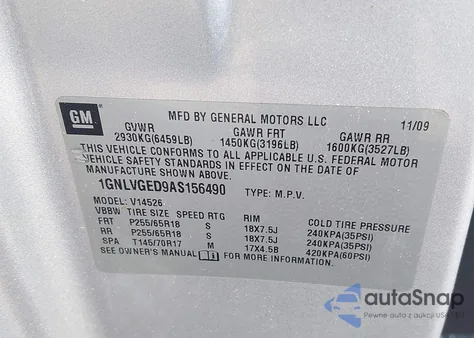 GM
MFD BY GENERAL MOTORS LLC
11/09
GVWR GAWR FRT GAWR RR
2930KG(6459LB) 1450KG(3196LB) 1600KG(3527LB)
THIS VEHICLE CONFORMS TO ALL APPLICABLE U.S. FEDERAL MOTOR
VEHICLE SAFETY STANDARDS IN EFFECT ON THE DATE OF
MANUFACTURE SHOWN ABOVE.
1GNLVGED9AS156490 TYPE: M.P.V.
MODEL: V14526
VBBW TIRE SIZE SPEED RTG RIM COLD TIRE PRESSURE
FRT P255/65R18 S 18X7.5J 240KPA(35PSI)
RR P255/65R18 S 18X7.5J 240KPA(35PSI)
SPA T145/70R17 M 17X4.5B 420KPA(60PSI)
SEE OWNER'S MANUAL FOR MORE INFORMATION.
autoSnap
Pewne auta z aukcji USA